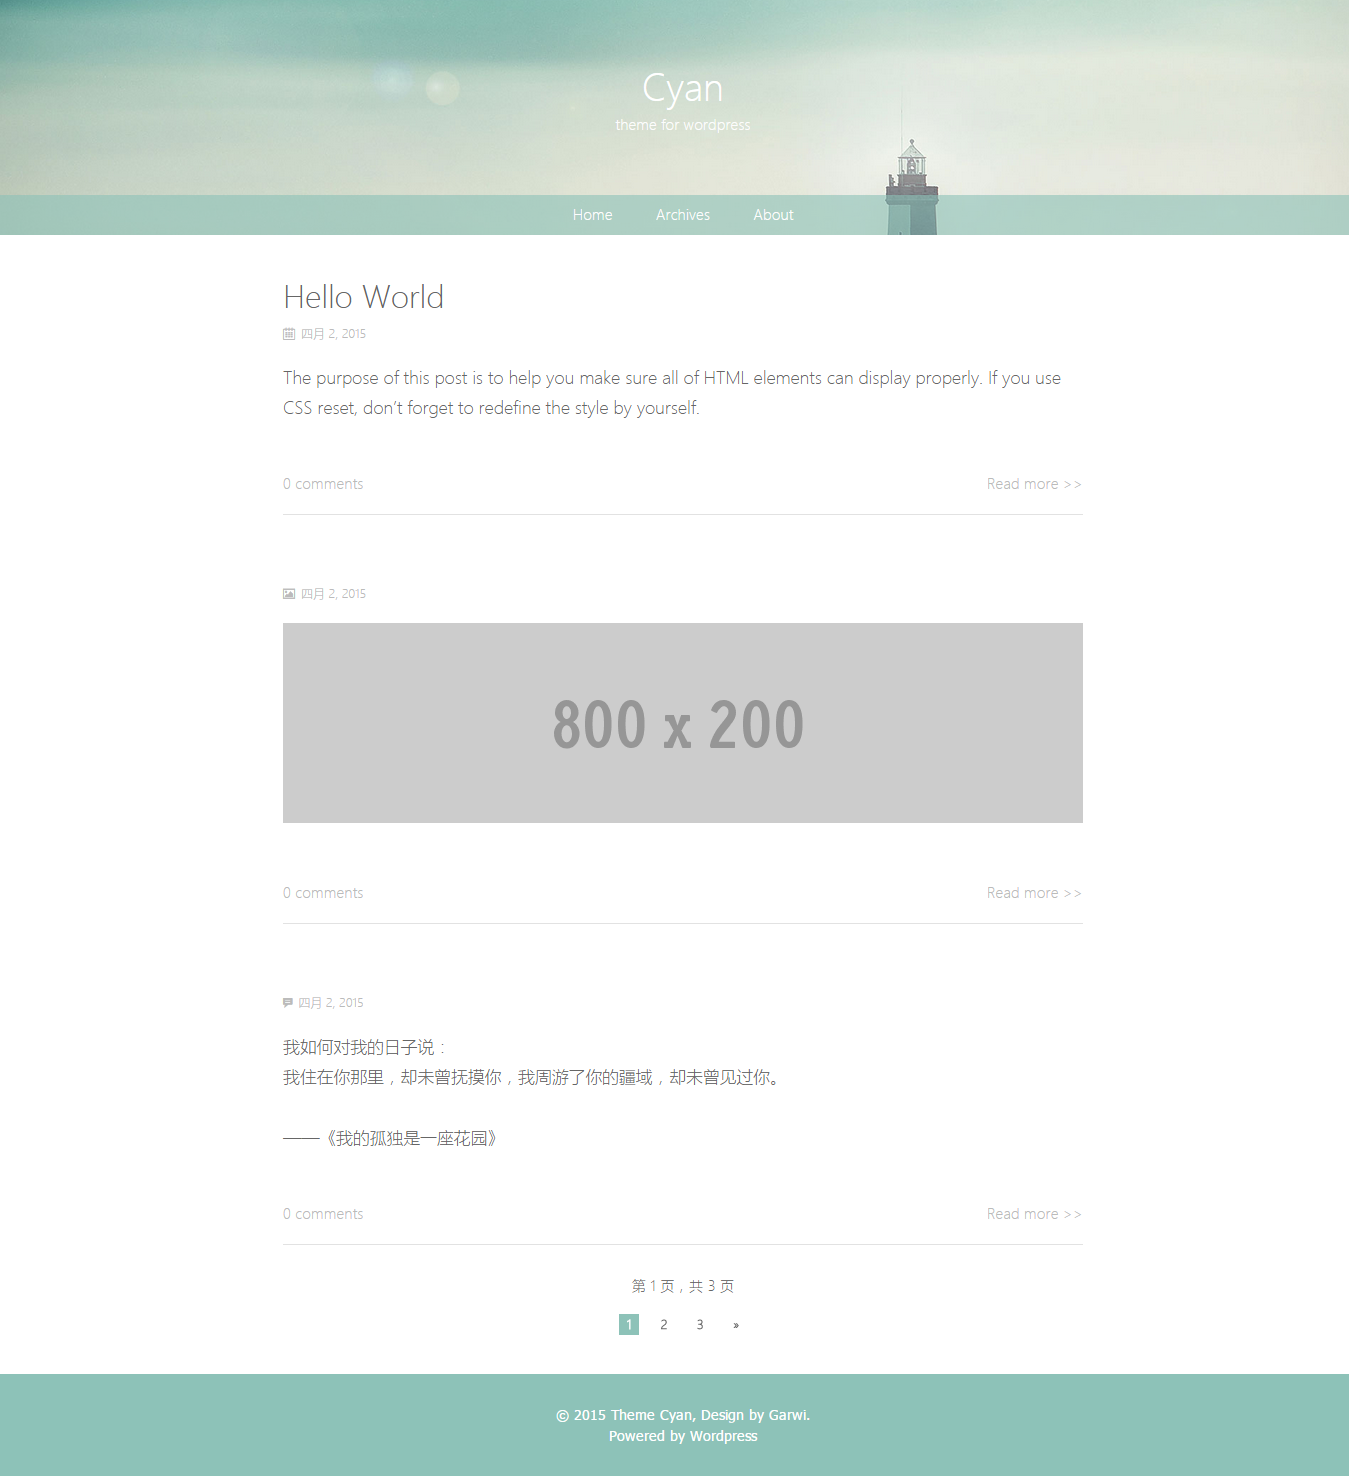 Cyan
theme for wordpress
Home Archives About
Hello World
四月 2, 2015
The purpose of this post is to help you make sure all of HTML elements can display properly. If you use
CSS reset, don’t forget to redefine the style by yourself.
0 comments Read more >>
四月 2, 2015
800 x 200
0 comments Read more >>
四月 2, 2015
我如何对我的日子说：
我住在你那里，却未曾抚摸你，我周游了你的疆域，却未曾见过你。
——《我的孤独是一座花园》
0 comments Read more >>
第 1 页，共 3 页
1 2 3 »
© 2015 Theme Cyan, Design by Garwi.
Powered by Wordpress